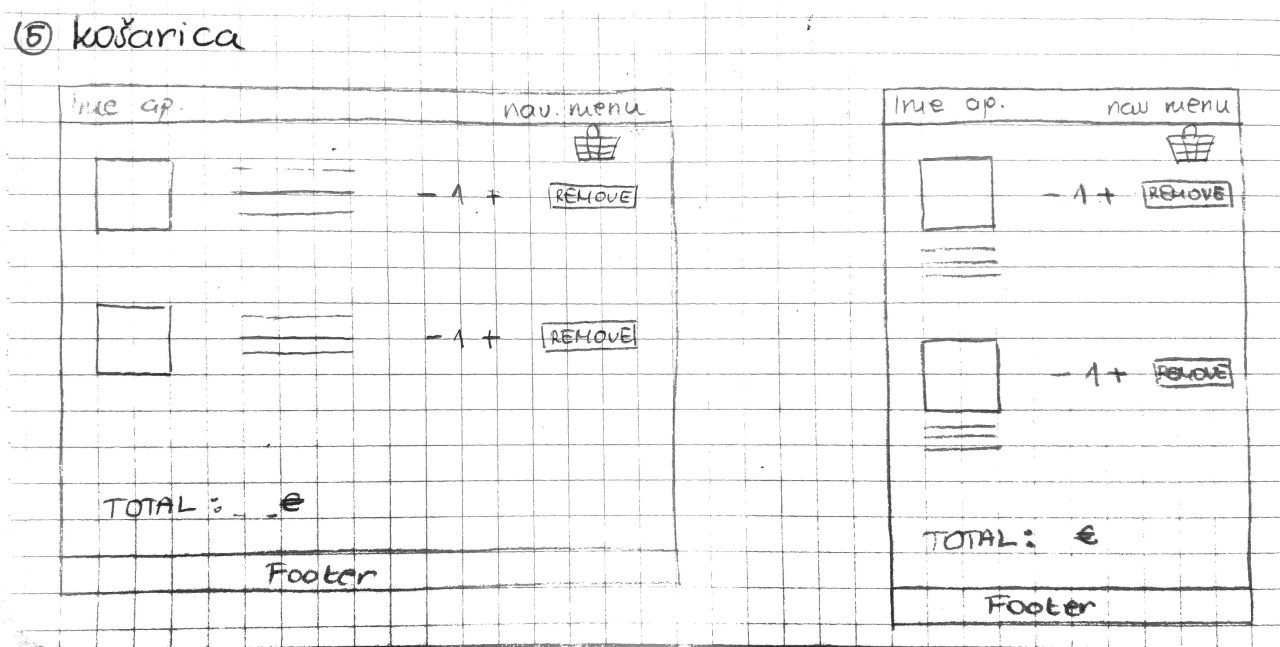 ⑤ košarica
Ime ap. nav. menu
- 1 + REMOVE
- 1 + REMOVE
TOTAL: _ _ €
Footer
Ime ap. nav menu
- 1 + REMOVE
- 1 + REMOVE
TOTAL: €
Footer